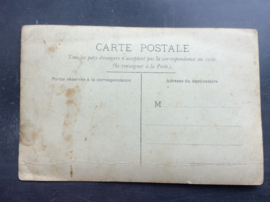 CARTE POSTALE
Tous les pays étrangers n'acceptent pas la correspondance au recto.
(Se renseigner à la Poste).
Partie réservée à la correspondance
Adresse du destinataire
M